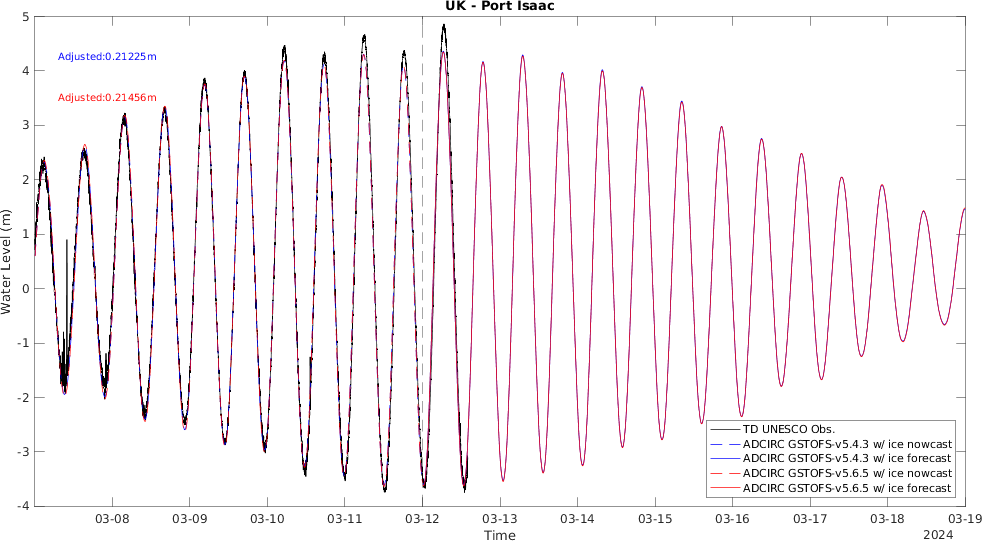 UK - Port Isaac
Adjusted:0.21225m
Adjusted:0.21456m
5
4
3
2
1
0
-1
-2
-3
-4
Water Level (m)
TD UNESCO Obs.
ADCIRC GSTOFS-v5.4.3 w/ ice nowcast
ADCIRC GSTOFS-v5.4.3 w/ ice forecast
ADCIRC GSTOFS-v5.6.5 w/ ice nowcast
ADCIRC GSTOFS-v5.6.5 w/ ice forecast
03-08 03-09 03-10 03-11 03-12 03-13 03-14 03-15 03-16 03-17 03-18 03-19
Time
2024